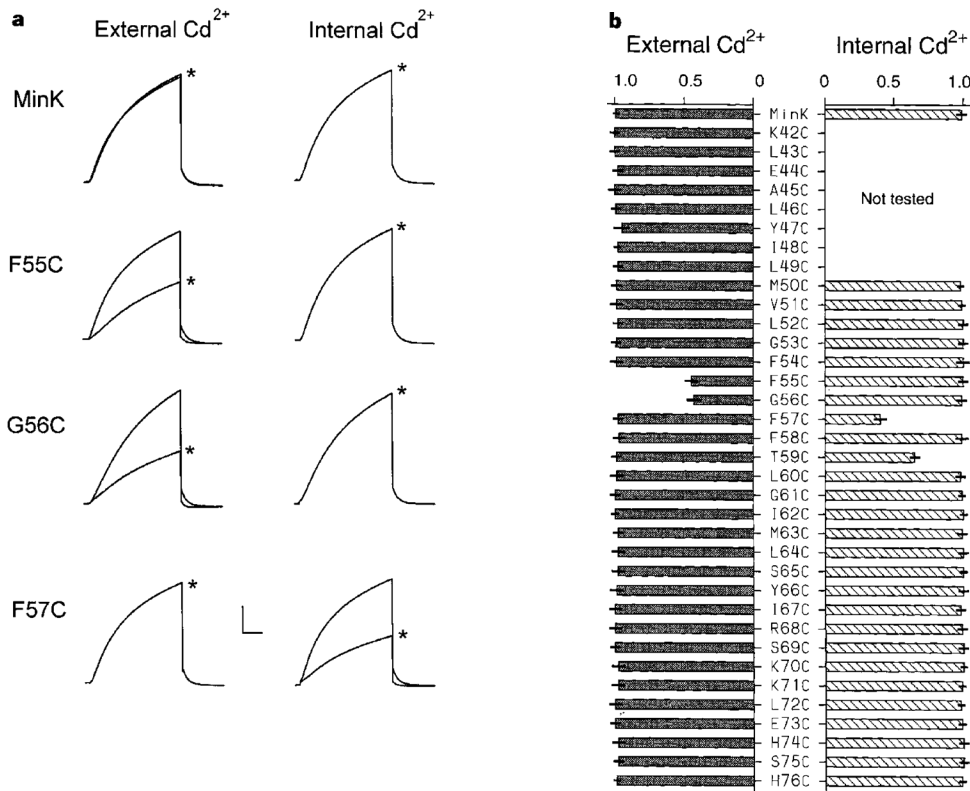 a
External Cd2+
Internal Cd2+
MinK
*
*
F55C
*
*
G56C
*
*
F57C
*
*
b
External Cd2+
Internal Cd2+
1.0 0.5 0
0 0.5 1.0
MinK
K42C
L43C
E44C
A45C
L46C
Y47C
I48C
L49C
Not tested
M50C
V51C
L52C
G53C
F54C
F55C
G56C
F57C
F58C
T59C
L60C
G61C
I62C
M63C
L64C
S65C
Y66C
I67C
R68C
S69C
K70C
K71C
L72C
E73C
H74C
S75C
H76C